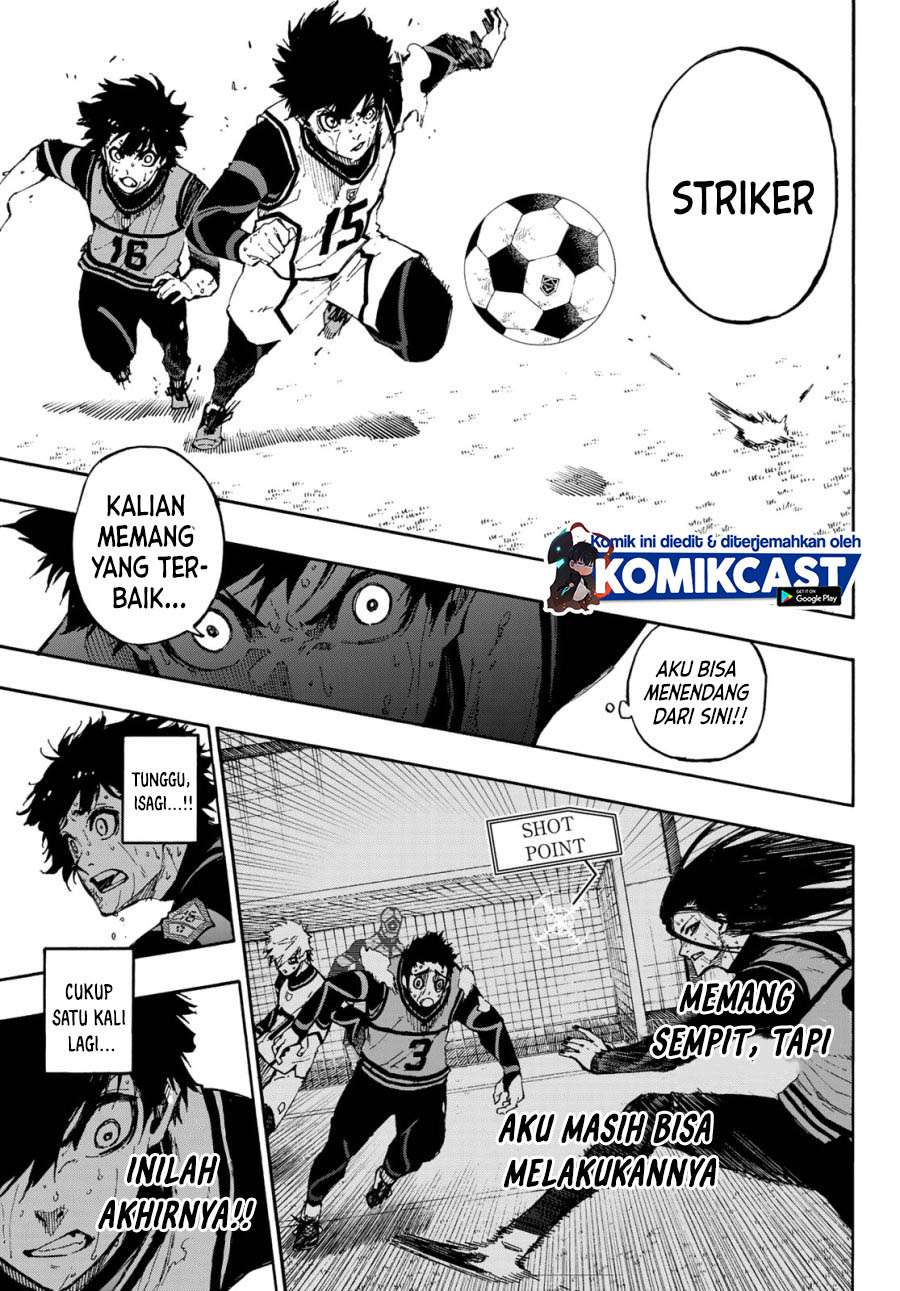 STRIKER
16
15
KALIAN
MEMANG
YANG TER-
BAIK...
Komik ini diedit & diterjemahkan oleh
KOMIKCAST
GET IT ON
Google Play
AKU BISA
MENENDANG
DARI SINI!!
TUNGGU,
ISAGI...!!
SHOT
POINT
3
MEMANG
SEMPIT, TAPI
AKU MASIH BISA
MELAKUKANNYA
CUKUP
SATU KALI
LAGI...
INILAH
AKHIRNYA!!